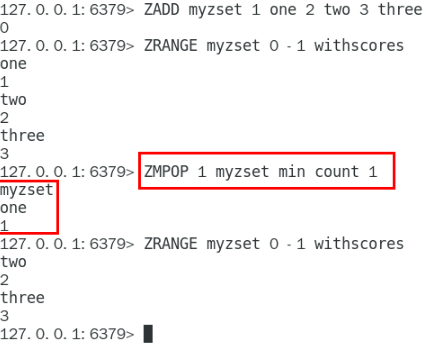 127.0.0.1:6379> ZADD myzset 1 one 2 two 3 three
0
127.0.0.1:6379> ZRANGE myzset 0 -1 withscores
one
1
two
2
three
3
127.0.0.1:6379> ZMPOP 1 myzset min count 1
myzset
one
1
127.0.0.1:6379> ZRANGE myzset 0 -1 withscores
two
2
three
3
127.0.0.1:6379>